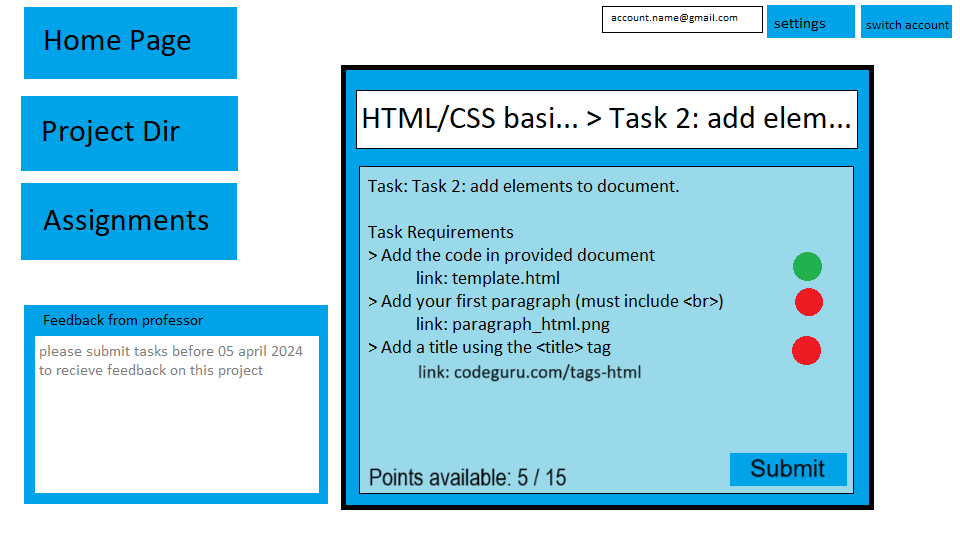 Home Page
account.name@gmail.com
settings
switch account
Project Dir
Assignments
HTML/CSS basi... > Task 2: add elem...
Task: Task 2: add elements to document.
Task Requirements
> Add the code in provided document
link: template.html
> Add your first paragraph (must include <br>)
link: paragraph_html.png
> Add a title using the <title> tag
link: codeguru.com/tags-html
Points available: 5 / 15
Submit
Feedback from professor
please submit tasks before 05 april 2024
to recieve feedback on this project